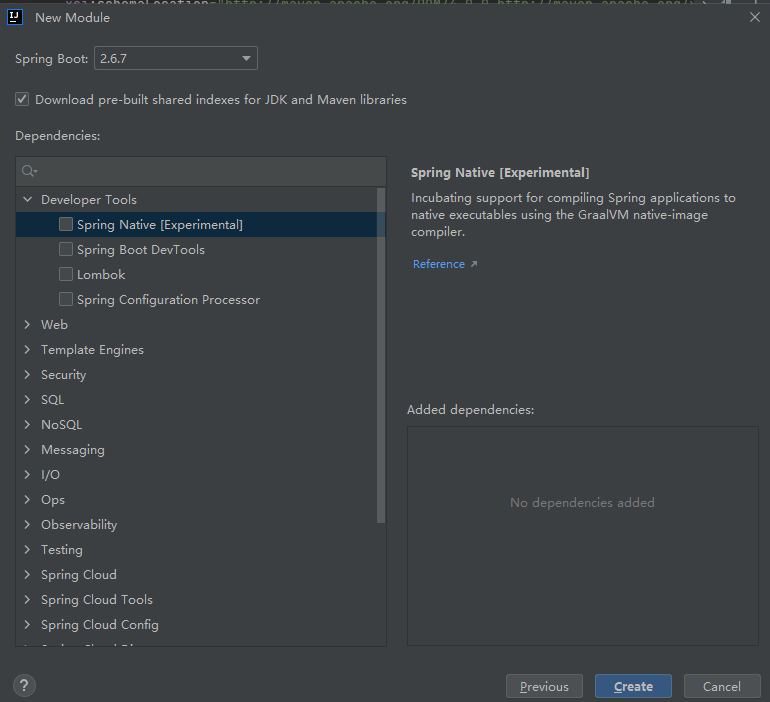 New Module
Spring Boot: 2.6.7
Download pre-built shared indexes for JDK and Maven libraries
Dependencies:
Developer Tools
Spring Native [Experimental]
Spring Boot DevTools
Lombok
Spring Configuration Processor
Web
Template Engines
Security
SQL
NoSQL
Messaging
I/O
Ops
Observability
Testing
Spring Cloud
Spring Cloud Tools
Spring Cloud Config
Spring Native [Experimental]
Incubating support for compiling Spring applications to
native executables using the GraalVM native-image
compiler.
Reference
Added dependencies:
No dependencies added
? Previous Create Cancel